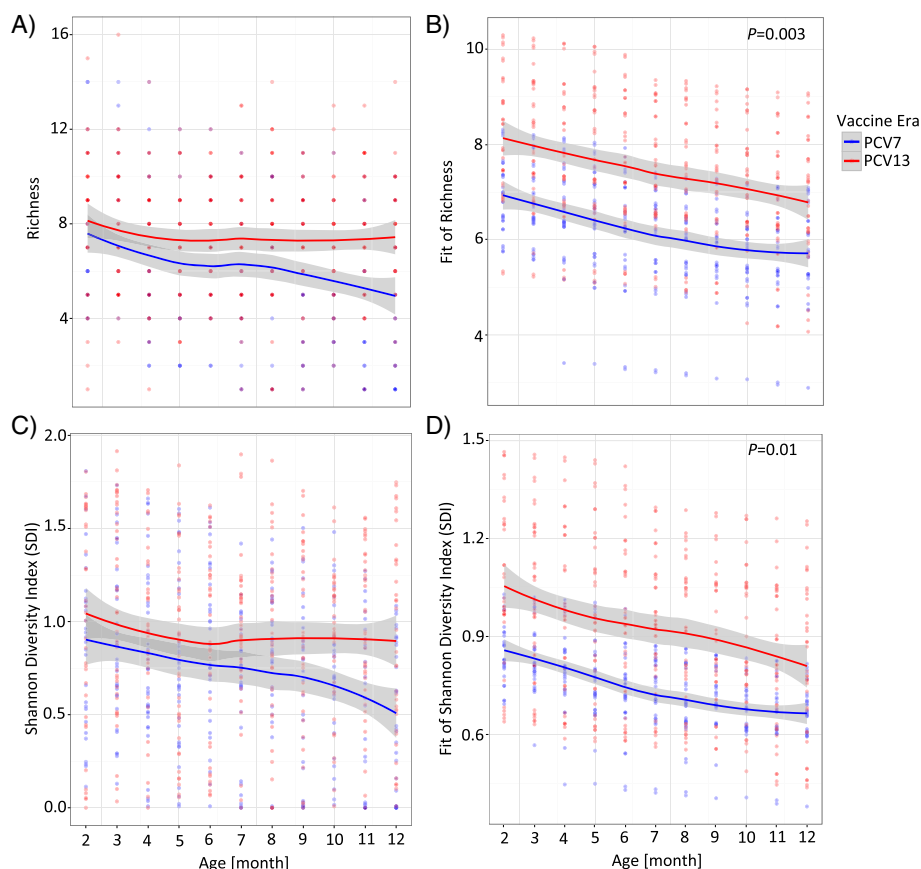 A)
Richness
16
12
8
4
B)
P=0.003
Fit of Richness
10
8
6
4
Vaccine Era
PCV7
PCV13
C)
Shannon Diversity Index (SDI)
2.0
1.5
1.0
0.5
0.0
2 3 4 5 6 7 8 9 10 11 12
Age [month]
D)
P=0.01
Fit of Shannon Diversity Index (SDI)
1.5
1.2
0.9
0.6
2 3 4 5 6 7 8 9 10 11 12
Age [month]